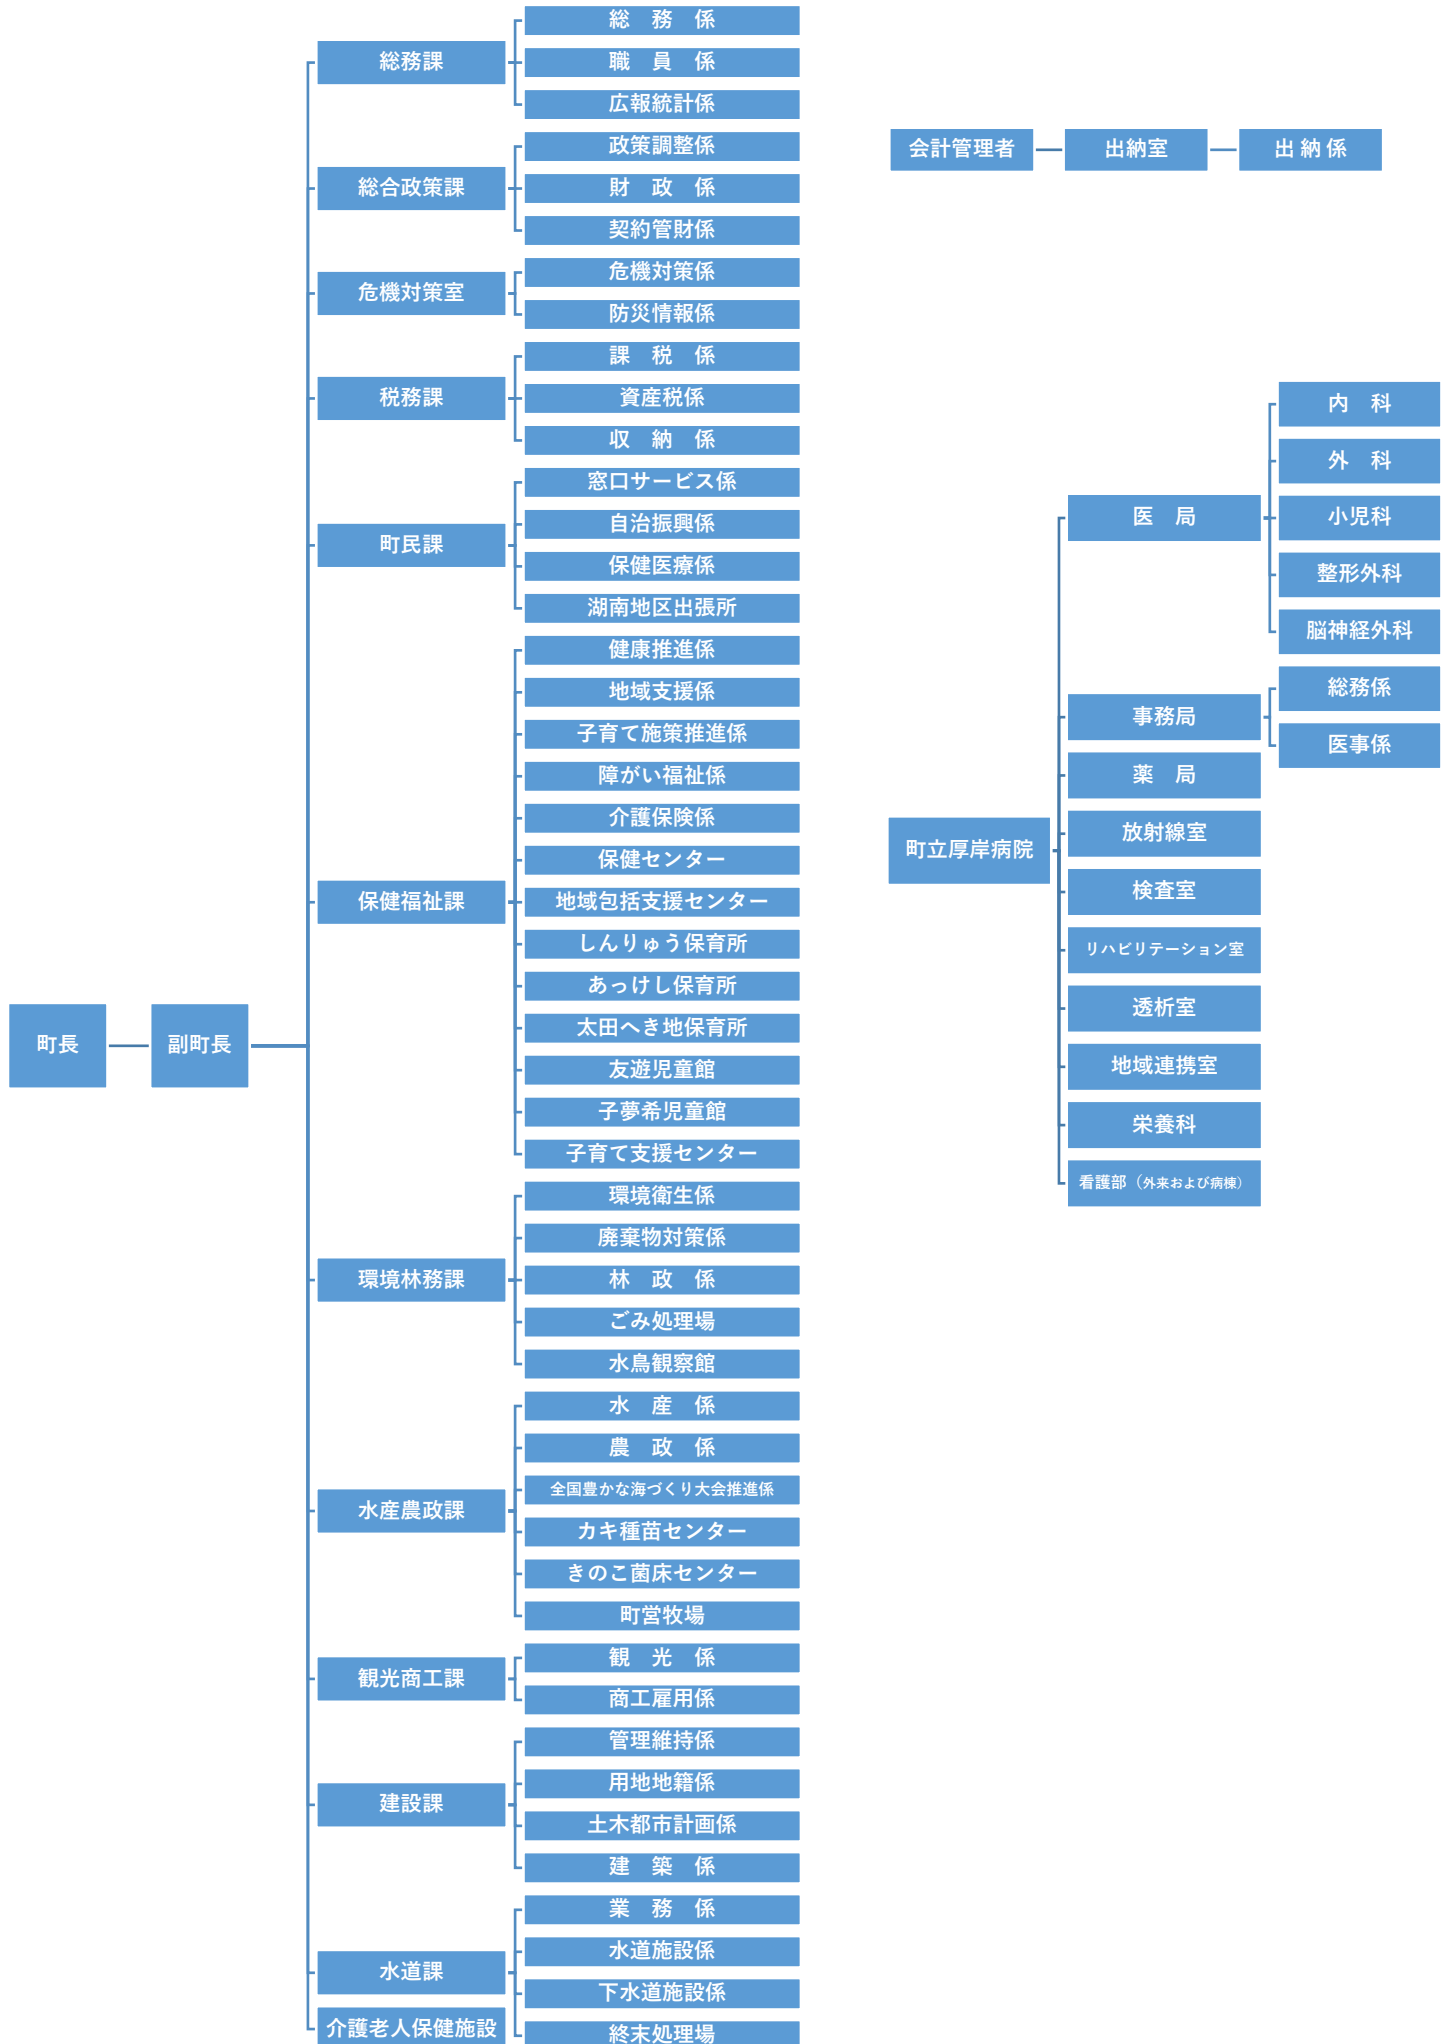 町長
副町長
総務課
総　務　係
職　員　係
広報統計係
総合政策課
政策調整係
財　政　係
契約管財係
危機対策室
危機対策係
防災情報係
税務課
課　税　係
資産税係
収　納　係
町民課
窓口サービス係
自治振興係
保健医療係
湖南地区出張所
保健福祉課
健康推進係
地域支援係
子育て施策推進係
障がい福祉係
介護保険係
保健センター
地域包括支援センター
しんりゅう保育所
あっけし保育所
太田へき地保育所
友遊児童館
子夢希児童館
子育て支援センター
環境林務課
環境衛生係
廃棄物対策係
林　政　係
ごみ処理場
水鳥観察館
水産農政課
水　産　係
農　政　係
全国豊かな海づくり大会推進係
カキ種苗センター
きのこ菌床センター
町営牧場
観光商工課
観　光　係
商工雇用係
建設課
管理維持係
用地地籍係
土木都市計画係
建　築　係
水道課
業　務　係
水道施設係
下水道施設係
終末処理場
介護老人保健施設
会計管理者
出納室
出 納 係
町立厚岸病院
医　局
内　科
外　科
小児科
整形外科
脳神経外科
事務局
総務係
医事係
薬　局
放射線室
検査室
リハビリテーション室
透析室
地域連携室
栄養科
看護部（外来および病棟）